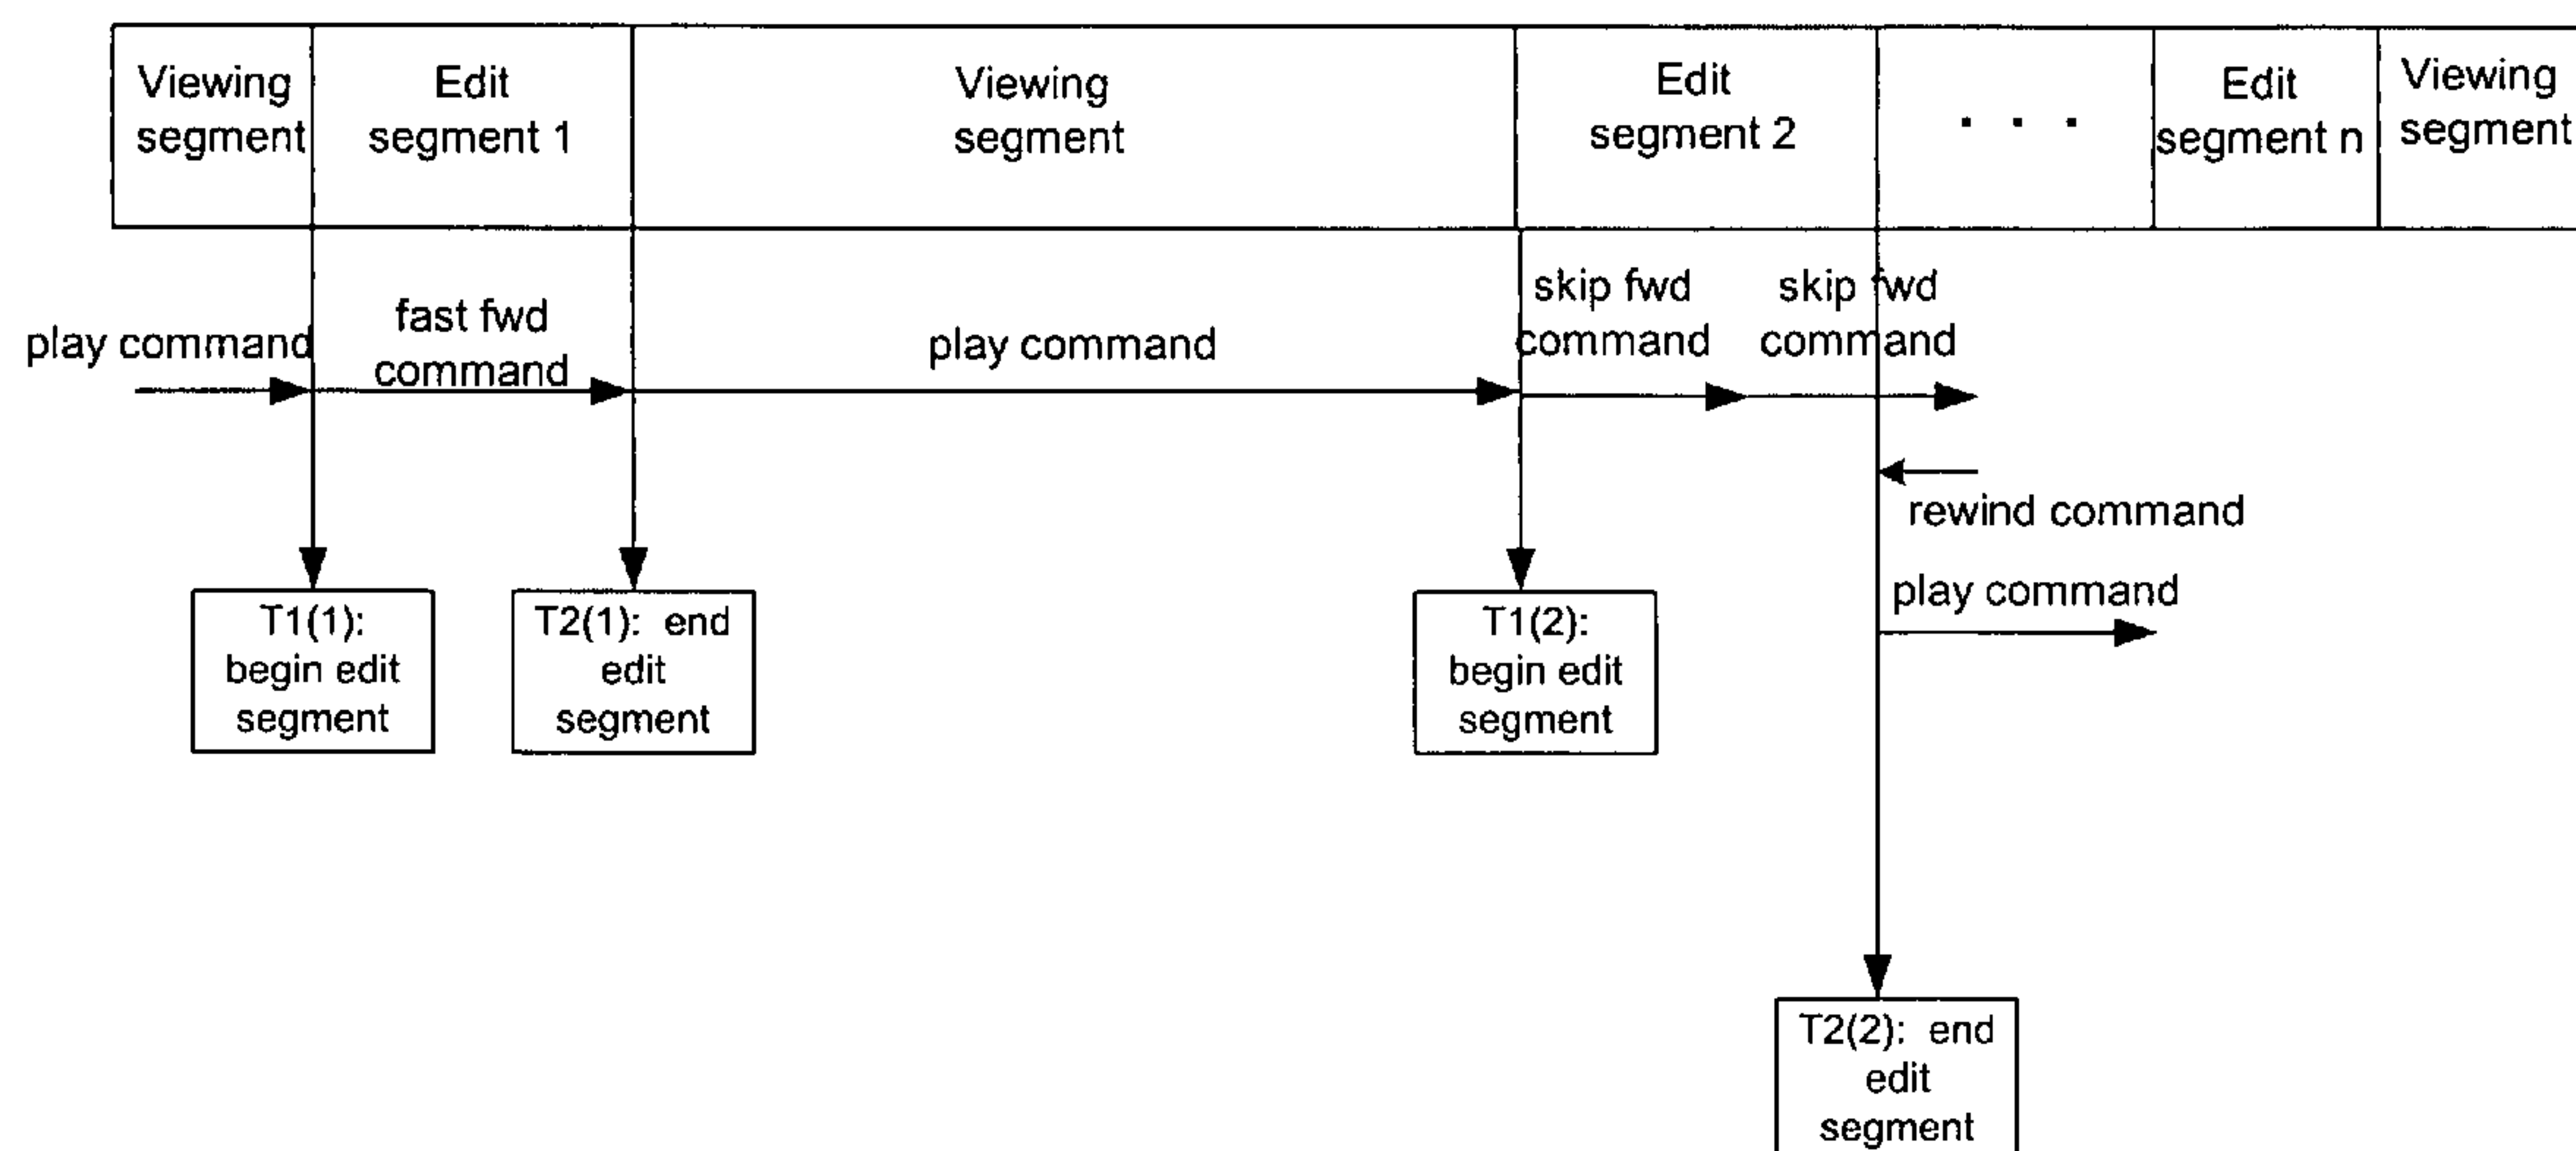 Viewing
segment
Edit
segment 1
Viewing
segment
Edit
segment 2
. . .
Edit
segment n
Viewing
segment
play command
fast fwd
command
play command
skip fwd
command
skip fwd
command
rewind command
play command
T1(1):
begin edit
segment
T2(1): end
edit
segment
T1(2):
begin edit
segment
T2(2): end
edit
segment